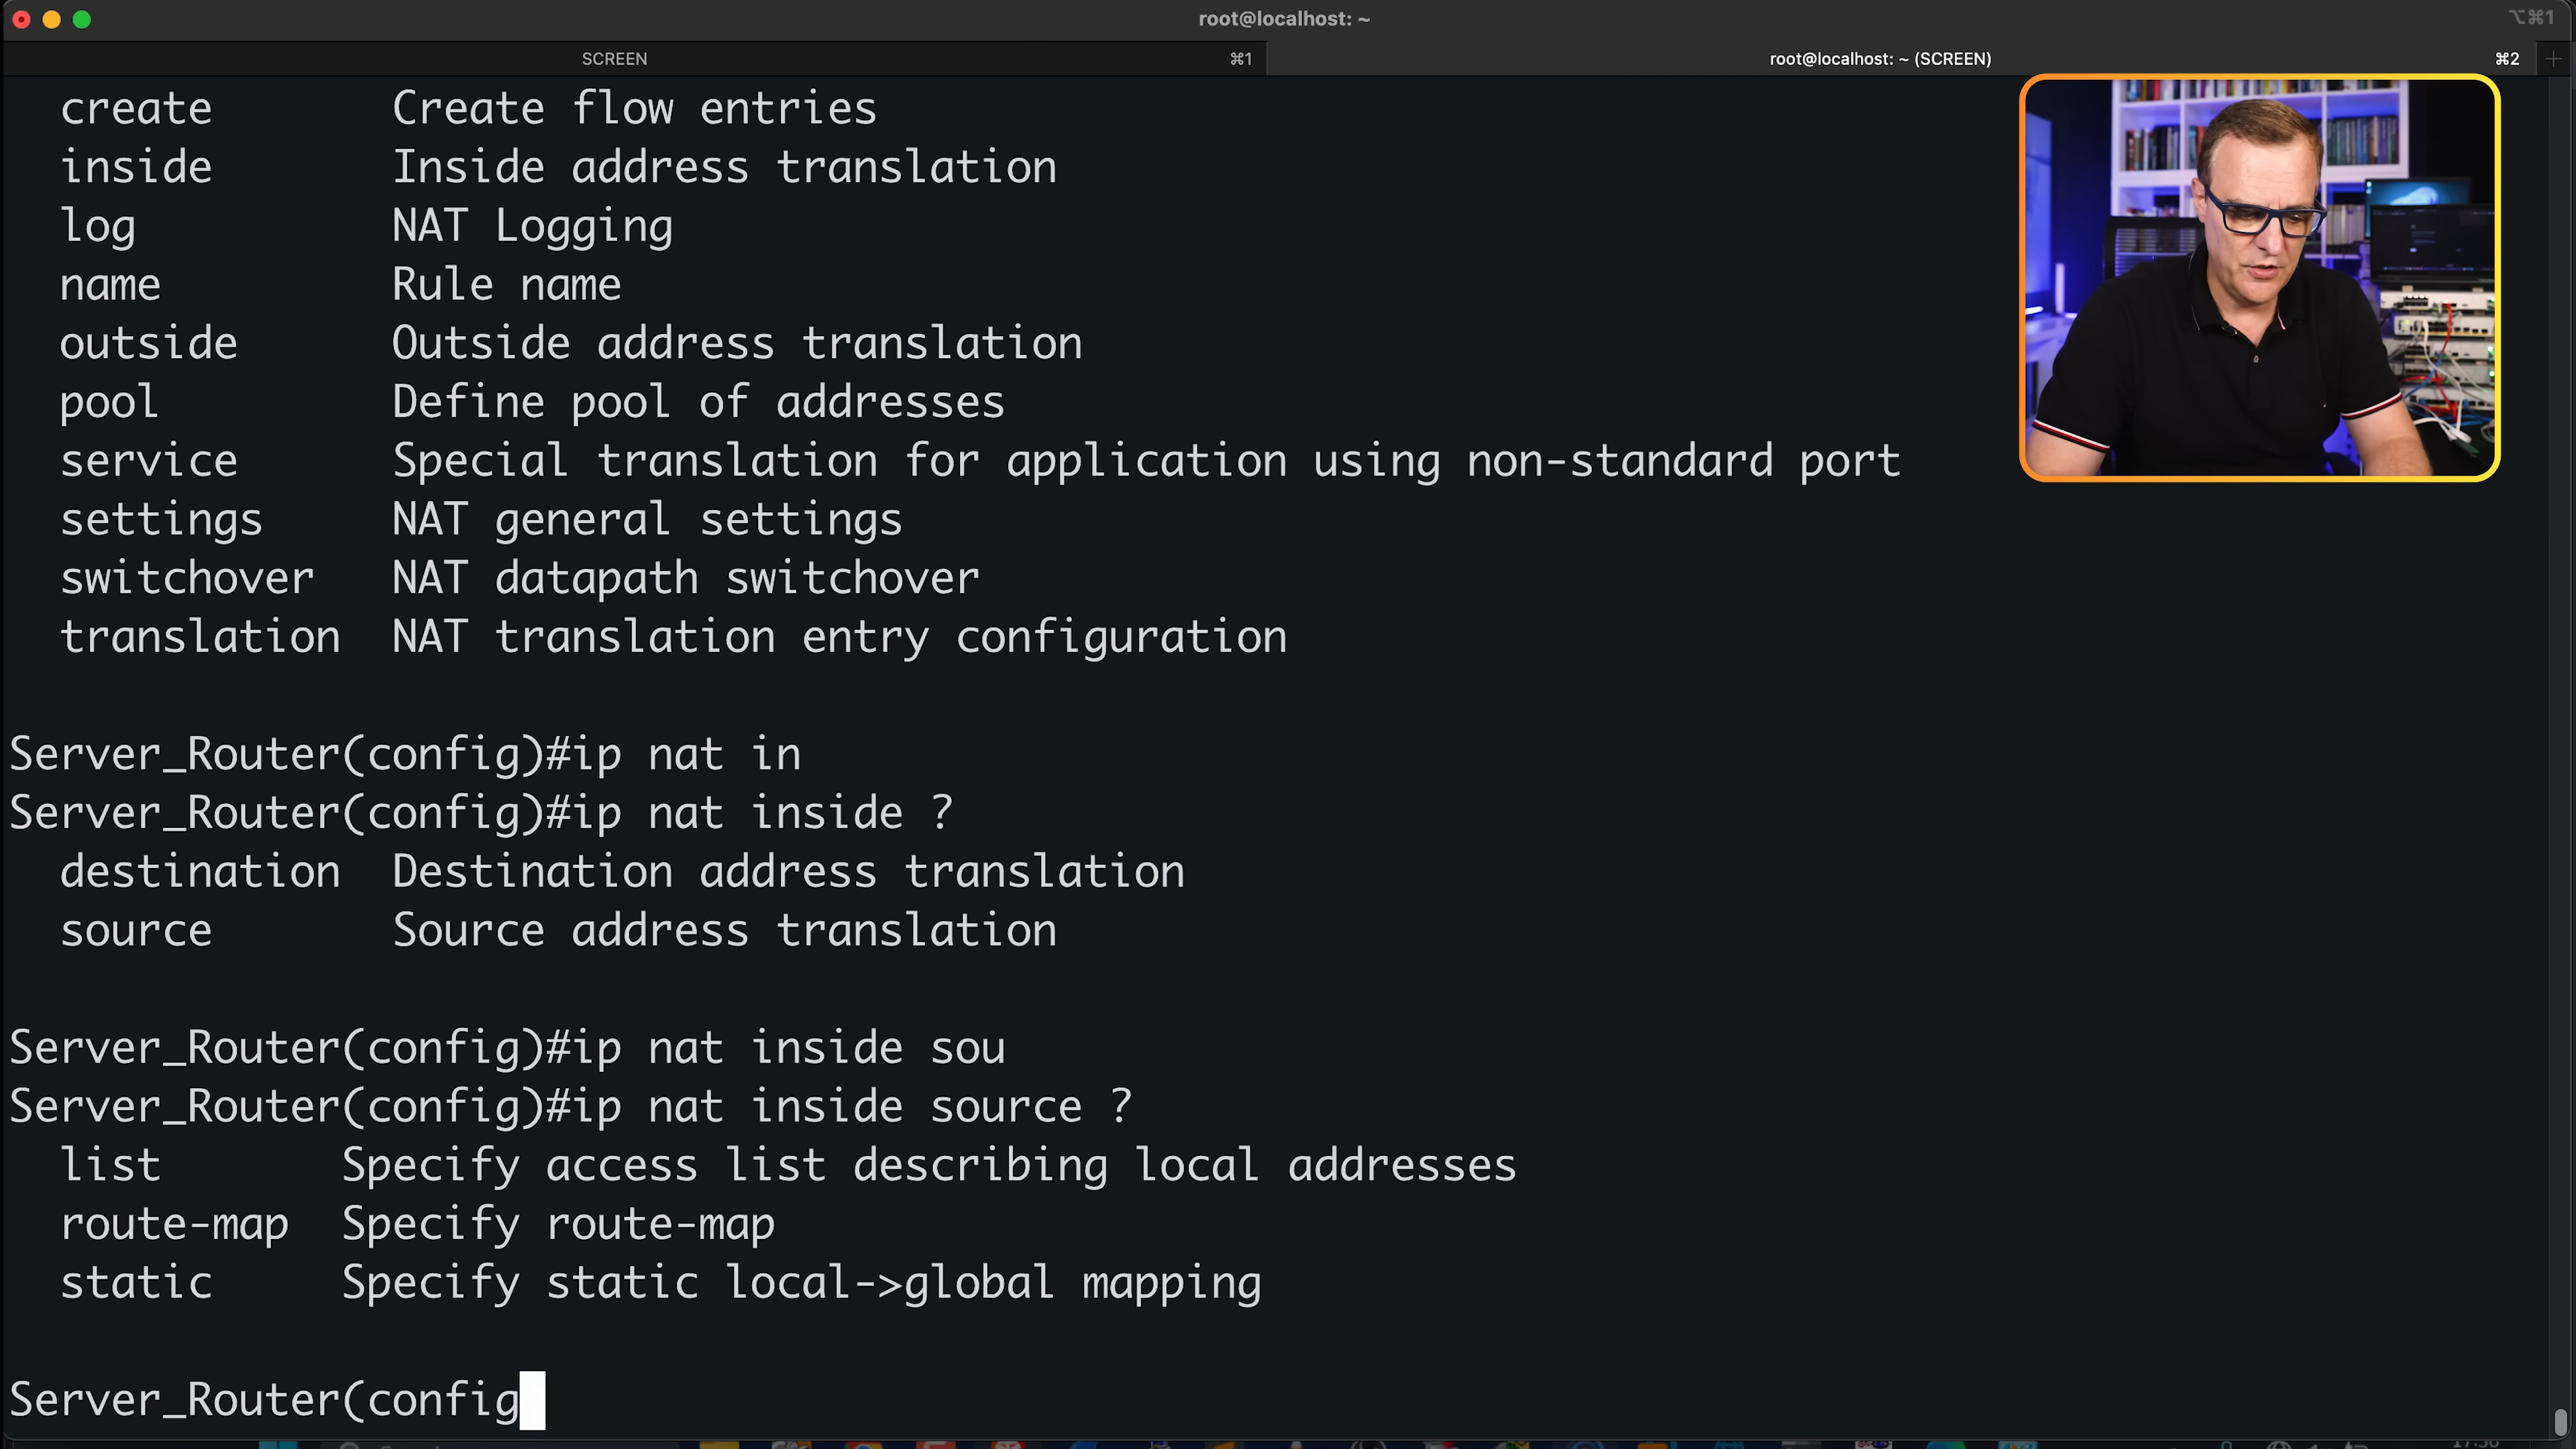 root@localhost: ~
⌥⌘1
SCREEN ⌘1 root@localhost: ~ (SCREEN) ⌘2
create Create flow entries
inside Inside address translation
log NAT Logging
name Rule name
outside Outside address translation
pool Define pool of addresses
service Special translation for application using non-standard port
settings NAT general settings
switchover NAT datapath switchover
translation NAT translation entry configuration
Server_Router(config)#ip nat in
Server_Router(config)#ip nat inside ?
destination Destination address translation
source Source address translation
Server_Router(config)#ip nat inside sou
Server_Router(config)#ip nat inside source ?
list Specify access list describing local addresses
route-map Specify route-map
static Specify static local->global mapping
Server_Router(config